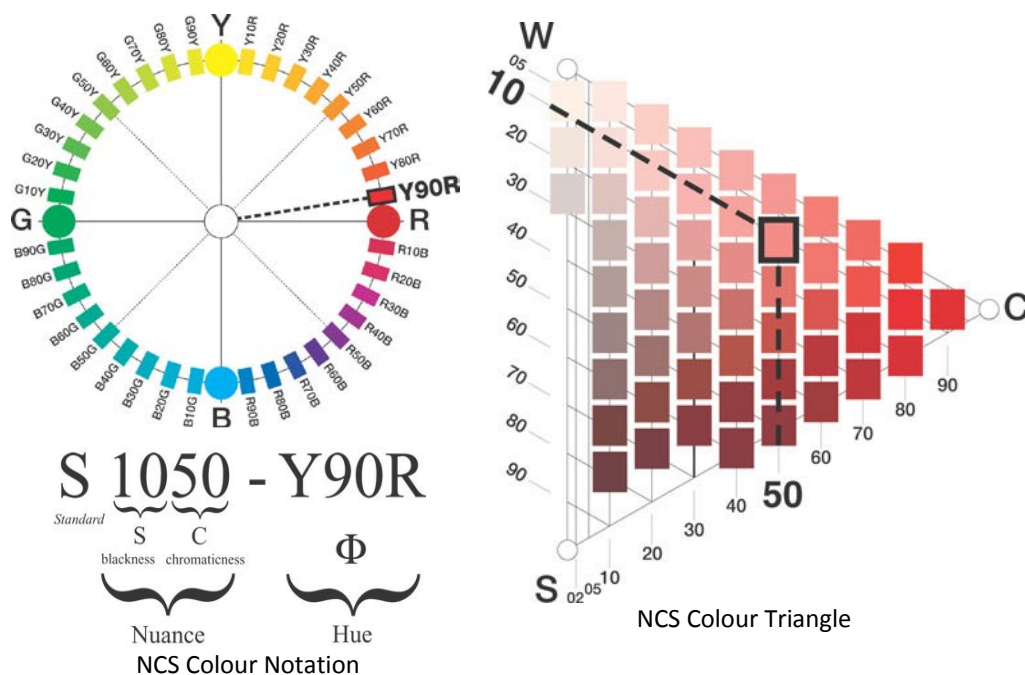 Y
G90Y
G80Y
G70Y
G60Y
G50Y
G40Y
G30Y
G20Y
G10Y
G
B90G
B80G
B70G
B60G
B50G
B40G
B30G
B20G
B10G
B
R90B
R80B
R70B
R60B
R50B
R40B
R30B
R20B
R10B
R
Y90R
Y80R
Y70R
Y60R
Y50R
Y40R
Y30R
Y20R
Y10R
S 1050 - Y90R
Standard
S C Φ
blackness chromaticness
Nuance Hue
NCS Colour Notation
W
05
10
20
30
40
50
60
70
80
90
C
S
02
05
10
20
30
40
50
60
70
80
90
NCS Colour Triangle